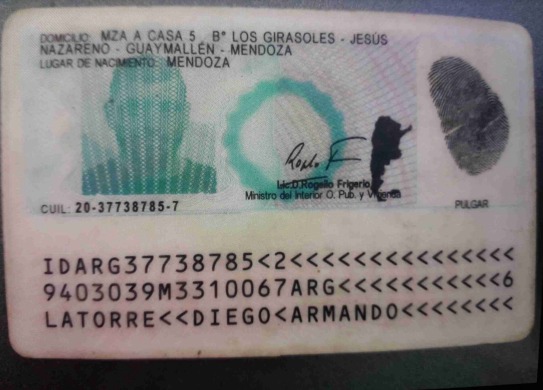 DOMICILIO: MZA A CASA 5 , B° LOS GIRASOLES - JESÚS
NAZARENO - GUAYMALLÉN - MENDOZA
LUGAR DE NACIMIENTO: MENDOZA
Lic.D.Rogelio Frigerio
Ministro del Interior O. Pub. y Vivienda
CUIL: 20-37738785-7
PULGAR
IDARG37738785<2<<<<<<<<<<<<<<<
9403039M3310067ARG<<<<<<<<<<<6
LATORRE<<DIEGO<ARMANDO<<<<<<<<